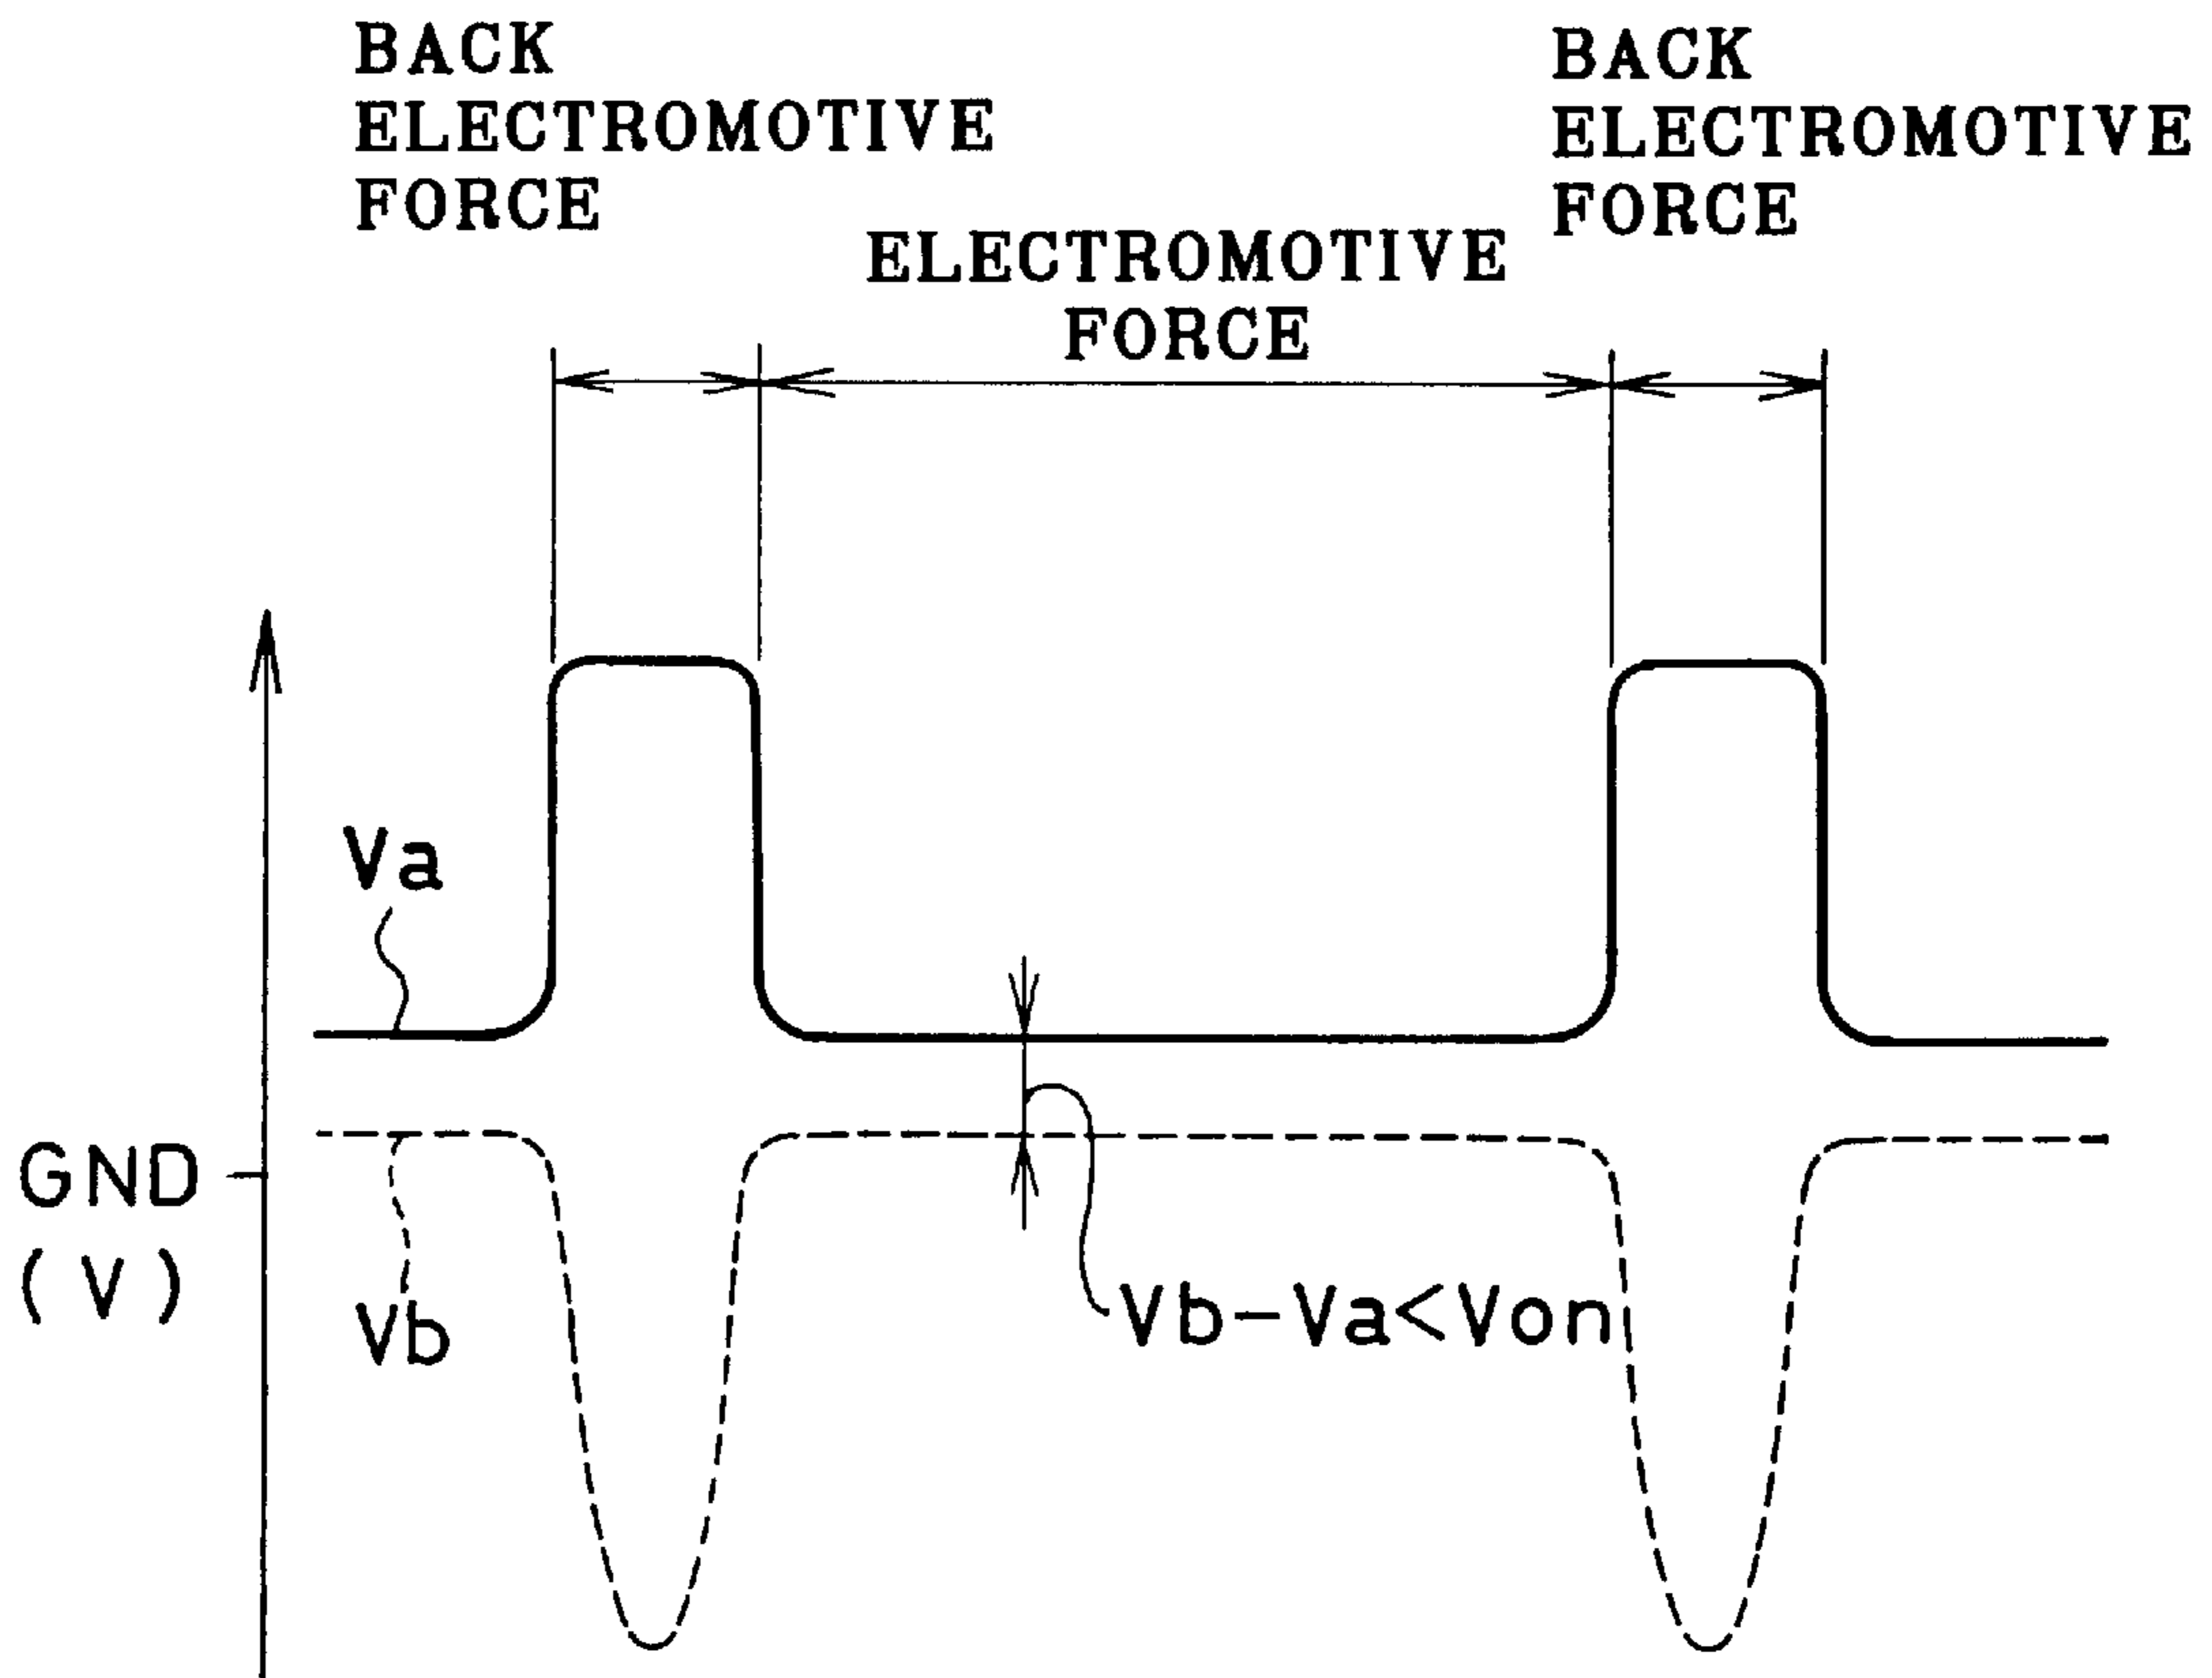 BACK
ELECTROMOTIVE
FORCE
BACK
ELECTROMOTIVE
FORCE
ELECTROMOTIVE
FORCE
Va
GND
(V)
Vb
Vb-Va<Von